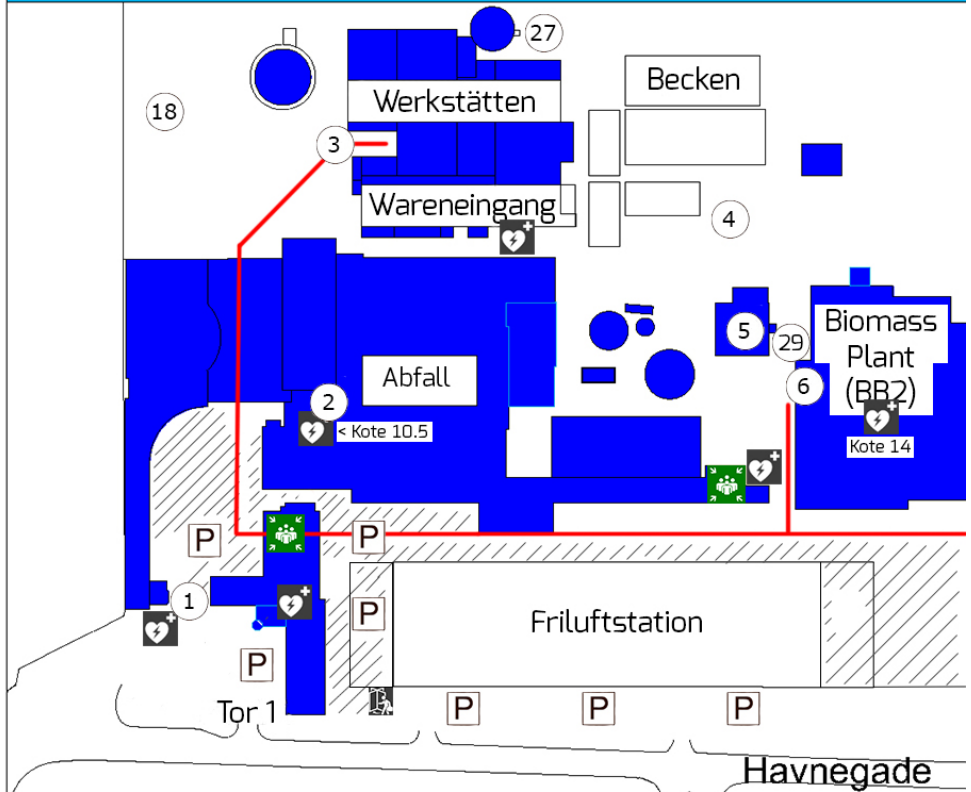 27
Becken
Werkstätten
18
3
Wareneingang
4
5
29
Biomass
Plant
(BB2)
6
Abfall
2
< Kote 10.5
Kote 14
P
P
1
P
Friluftstation
P
Tor 1
P
P
P
Havnegade